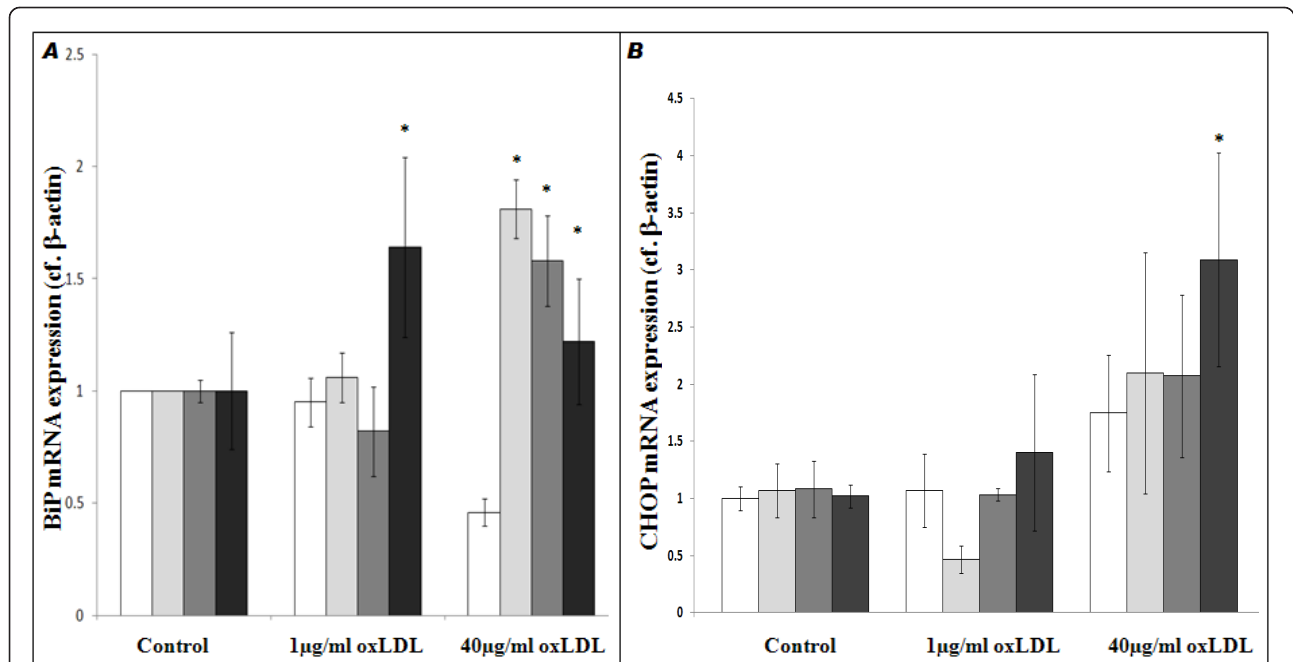 A
BiP mRNA expression (cf. β-actin)
2.5
2
1.5
1
0.5
0
*
*
*
*
Control
1µg/ml oxLDL
40µg/ml oxLDL
B
CHOP mRNA expression (cf. β-actin)
4.5
4
3.5
3
2.5
2
1.5
1
0.5
0
*
Control
1µg/ml oxLDL
40µg/ml oxLDL